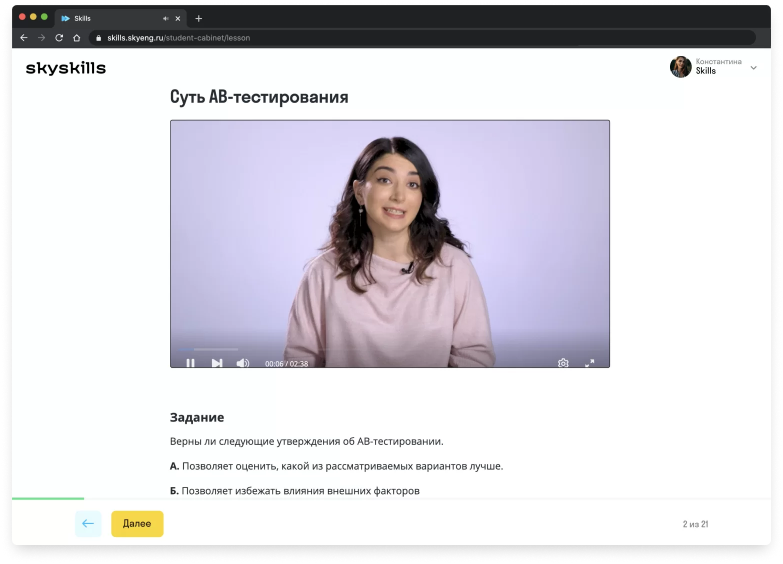 Skills
skills.skyeng.ru/student-cabinet/lesson
skyskills
Константина
Skills
Суть АВ-тестирования
00:06 / 02:38
Задание
Верны ли следующие утверждения об АВ-тестировании.
А. Позволяет оценить, какой из рассматриваемых вариантов лучше.
Б. Позволяет избежать влияния внешних факторов
Далее
2 из 21